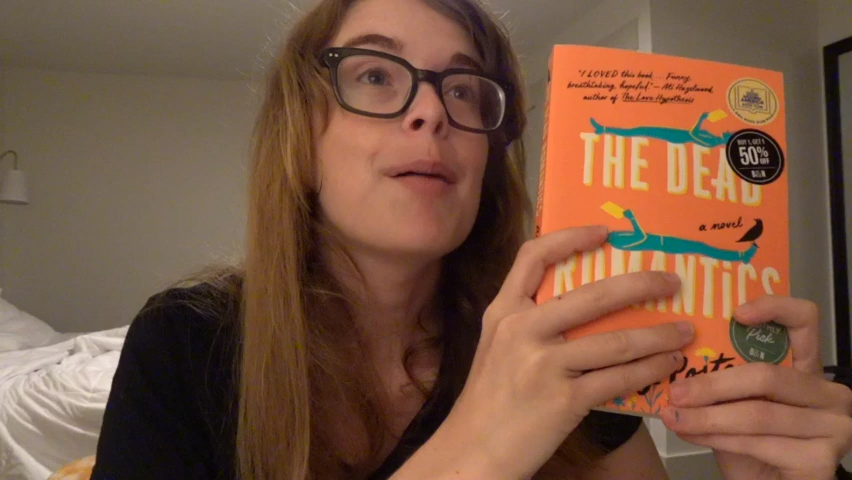 "I LOVED this book... Funny,
breathtaking, hopeful." —Ali Hazelwood,
author of The Love Hypothesis
BUY 1, GET 1
50%
OFF
B&N
THE DEAD
a novel
ROMANTICS
Pick
B&N